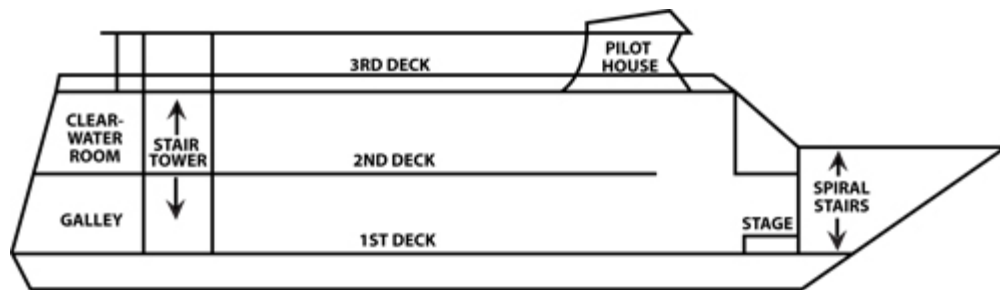 PILOT
HOUSE
3RD DECK
CLEAR-
WATER
ROOM
STAIR
TOWER
2ND DECK
SPIRAL
STAIRS
GALLEY
STAGE
1ST DECK